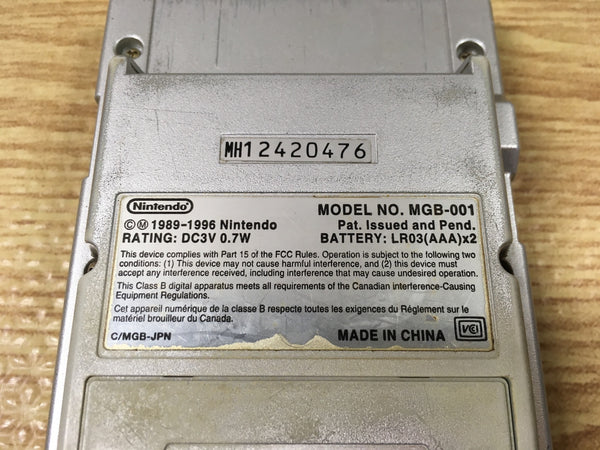 MH12420476
Nintendo
©Ⓜ 1989-1996 Nintendo
RATING: DC3V 0.7W
MODEL NO. MGB-001
Pat. Issued and Pend.
BATTERY: LR03(AAA)x2
This device complies with Part 15 of the FCC Rules. Operation is subject to the following two
conditions: (1) This device may not cause harmful interference, and (2) this device must
accept any interference received, including interference that may cause undesired operation.
This Class B digital apparatus meets all requirements of the Canadian interference-Causing
Equipment Regulations.
Cet appareil numérique de la classe B respecte toutes les exigences du Réglement sur le
matériel brouilleur du Canada.
C/MGB-JPN
MADE IN CHINA
VCI